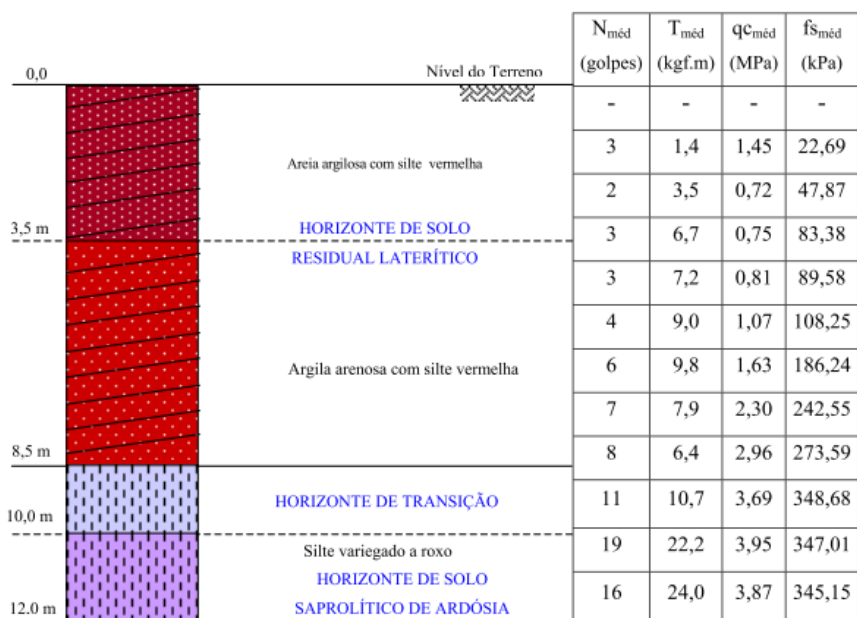 N_méd T_méd qc_méd fs_méd
(golpes) (kgf.m) (MPa) (kPa)
0,0 Nível do Terreno
- - - -
Areia argilosa com silte vermelha
3 1,4 1,45 22,69
2 3,5 0,72 47,87
3,5 m HORIZONTE DE SOLO
RESIDUAL LATERÍTICO
3 6,7 0,75 83,38
3 7,2 0,81 89,58
4 9,0 1,07 108,25
Argila arenosa com silte vermelha
6 9,8 1,63 186,24
7 7,9 2,30 242,55
8,5 m
8 6,4 2,96 273,59
HORIZONTE DE TRANSIÇÃO
11 10,7 3,69 348,68
10,0 m
Silte variegado a roxo
19 22,2 3,95 347,01
HORIZONTE DE SOLO
16 24,0 3,87 345,15
12.0 m SAPROLÍTICO DE ARDÓSIA